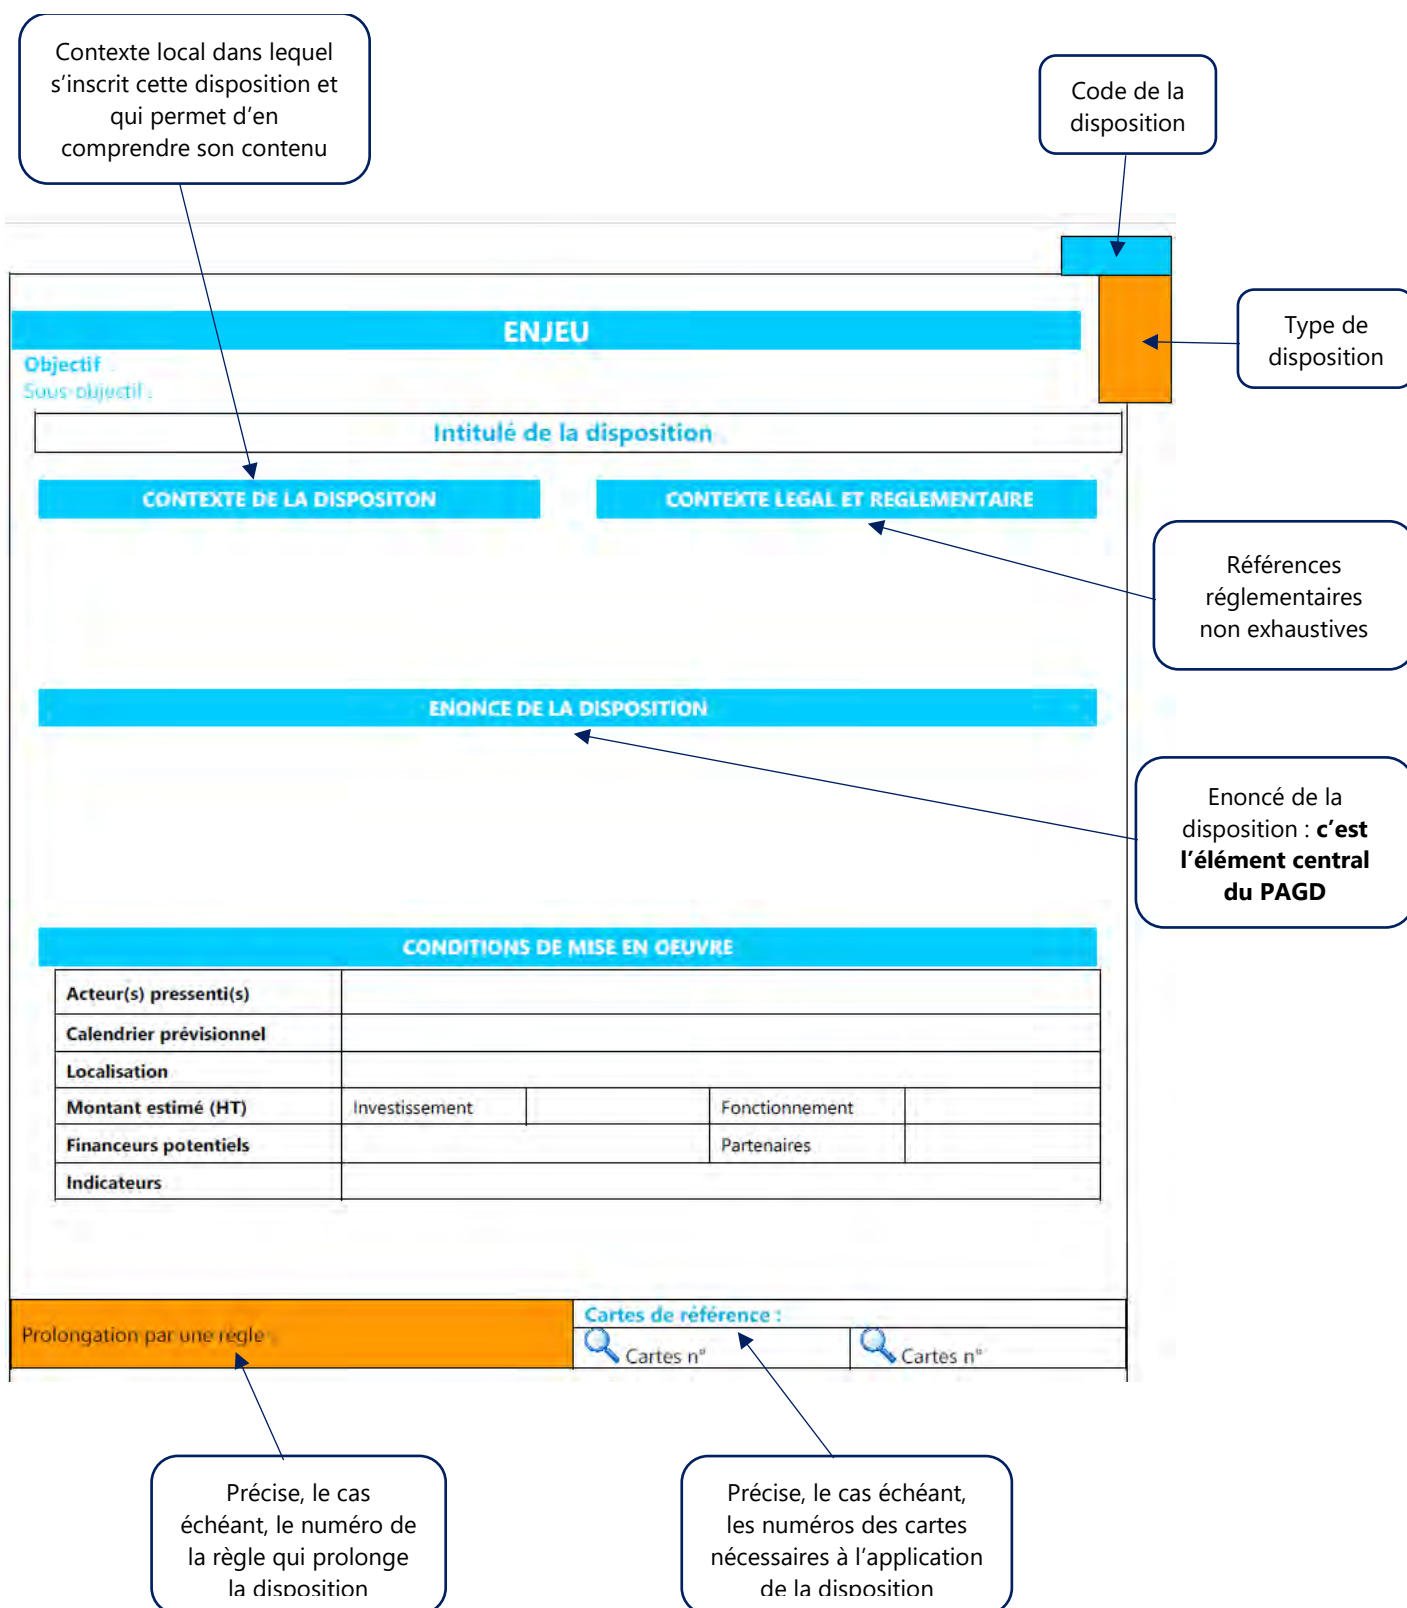 Contexte local dans lequel
s’inscrit cette disposition et
qui permet d’en
comprendre son contenu
Code de la
disposition
Type de
disposition
ENJEU
Objectif :
Sous-objectif :
Intitulé de la disposition
CONTEXTE DE LA DISPOSITON
CONTEXTE LEGAL ET REGLEMENTAIRE
Références
réglementaires
non exhaustives
ENONCE DE LA DISPOSITION
Enoncé de la
disposition : c’est
l’élément central
du PAGD
CONDITIONS DE MISE EN OEUVRE
Acteur(s) pressenti(s)
Calendrier prévisionnel
Localisation
Montant estimé (HT) Investissement Fonctionnement
Financeurs potentiels Partenaires
Indicateurs
Prolongation par une règle :
Cartes de référence :
Cartes n° Cartes n°
Précise, le cas
échéant, le numéro de
la règle qui prolonge
la disposition
Précise, le cas échéant,
les numéros des cartes
nécessaires à l’application
de la disposition